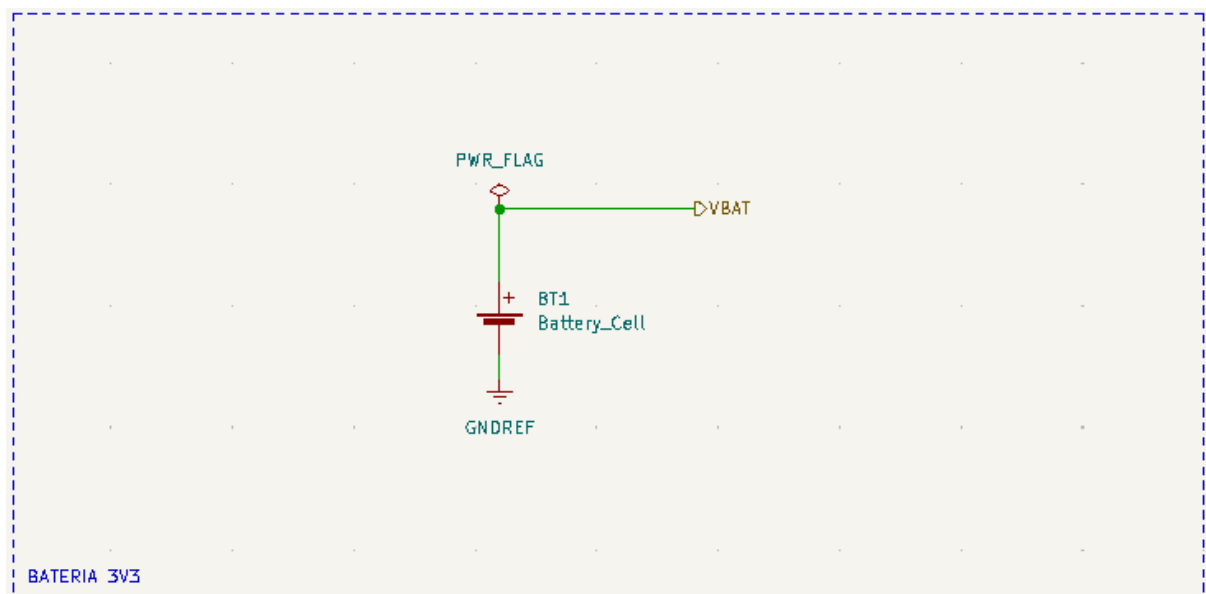 PWR_FLAG
VBAT
+
BT1
Battery_Cell
GNDREF
BATERIA 3V3